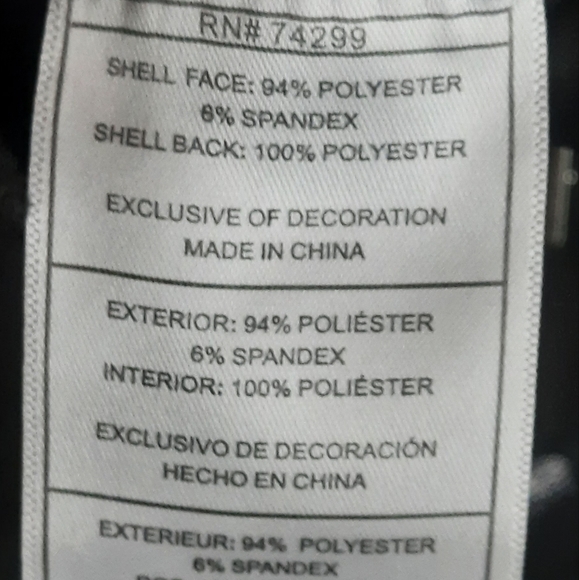 RN# 74299
SHELL FACE: 94% POLYESTER
6% SPANDEX
SHELL BACK: 100% POLYESTER
EXCLUSIVE OF DECORATION
MADE IN CHINA
EXTERIOR: 94% POLIÉSTER
6% SPANDEX
INTERIOR: 100% POLIÉSTER
EXCLUSIVO DE DECORACIÓN
HECHO EN CHINA
EXTERIEUR: 94% POLYESTER
6% SPANDEX